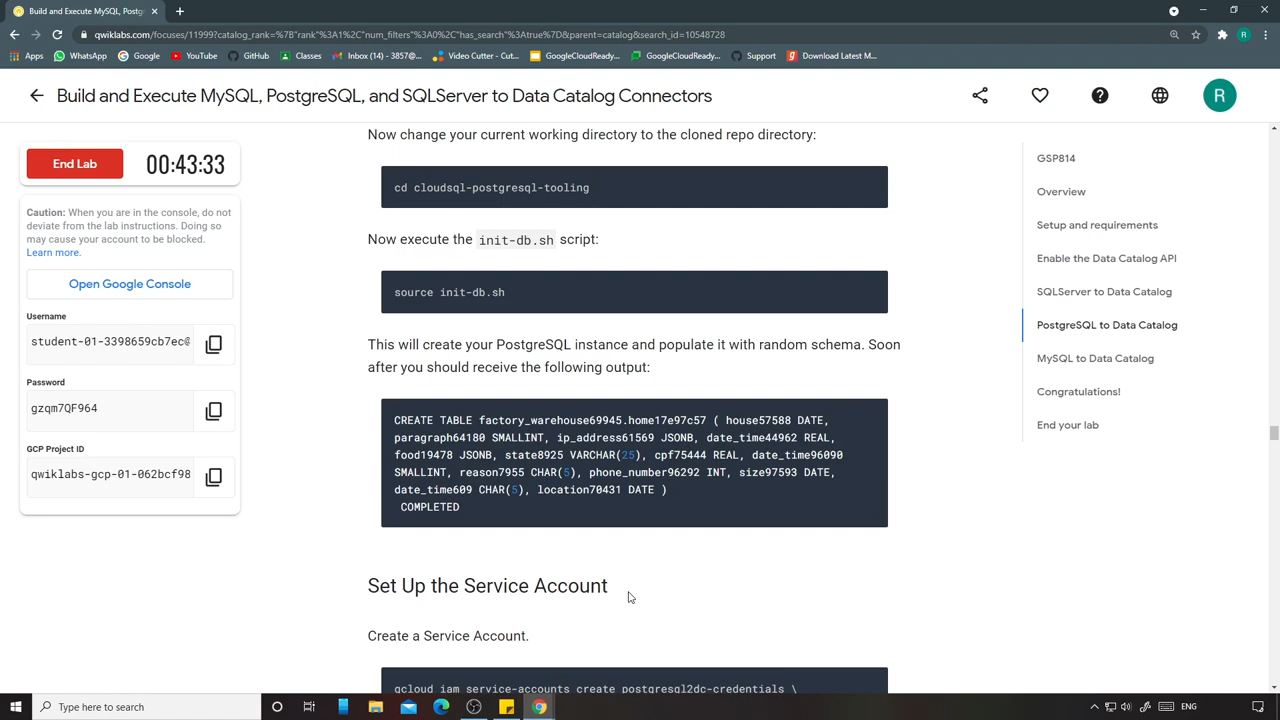 Build and Execute MySQL, Postgre
qwiklabs.com/focuses/11999?catalog_rank=%7B"rank"%3A1%2C"num_filters"%3A0%2C"has_search"%3Atrue%7D&parent=catalog&search_id=10548728
Apps WhatsApp Google YouTube GitHub Classes Inbox (14) - 3857@... Video Cutter - Cut... GoogleCloudReady... GoogleCloudReady... Support Download Latest M...
Build and Execute MySQL, PostgreSQL, and SQLServer to Data Catalog Connectors
R
End Lab 00:43:33
Caution: When you are in the console, do not
deviate from the lab instructions. Doing so
may cause your account to be blocked.
Learn more.
Open Google Console
Username
student-01-3398659cb7ec@
Password
gzqm7QF964
GCP Project ID
qwiklabs-gcp-01-062bcf98
Now change your current working directory to the cloned repo directory:
cd cloudsql-postgresql-tooling
Now execute the init-db.sh script:
source init-db.sh
This will create your PostgreSQL instance and populate it with random schema. Soon
after you should receive the following output:
CREATE TABLE factory_warehouse69945.home17e97c57 ( house57588 DATE,
paragraph64180 SMALLINT, ip_address61569 JSONB, date_time44962 REAL,
food19478 JSONB, state8925 VARCHAR(25), cpf75444 REAL, date_time96090
SMALLINT, reason7955 CHAR(5), phone_number96292 INT, size97593 DATE,
date_time609 CHAR(5), location70431 DATE )
COMPLETED
Set Up the Service Account
Create a Service Account.
gcloud iam service-accounts create postgresql2dc-credentials \
GSP814
Overview
Setup and requirements
Enable the Data Catalog API
SQLServer to Data Catalog
PostgreSQL to Data Catalog
MySQL to Data Catalog
Congratulations!
End your lab
Type here to search
ENG